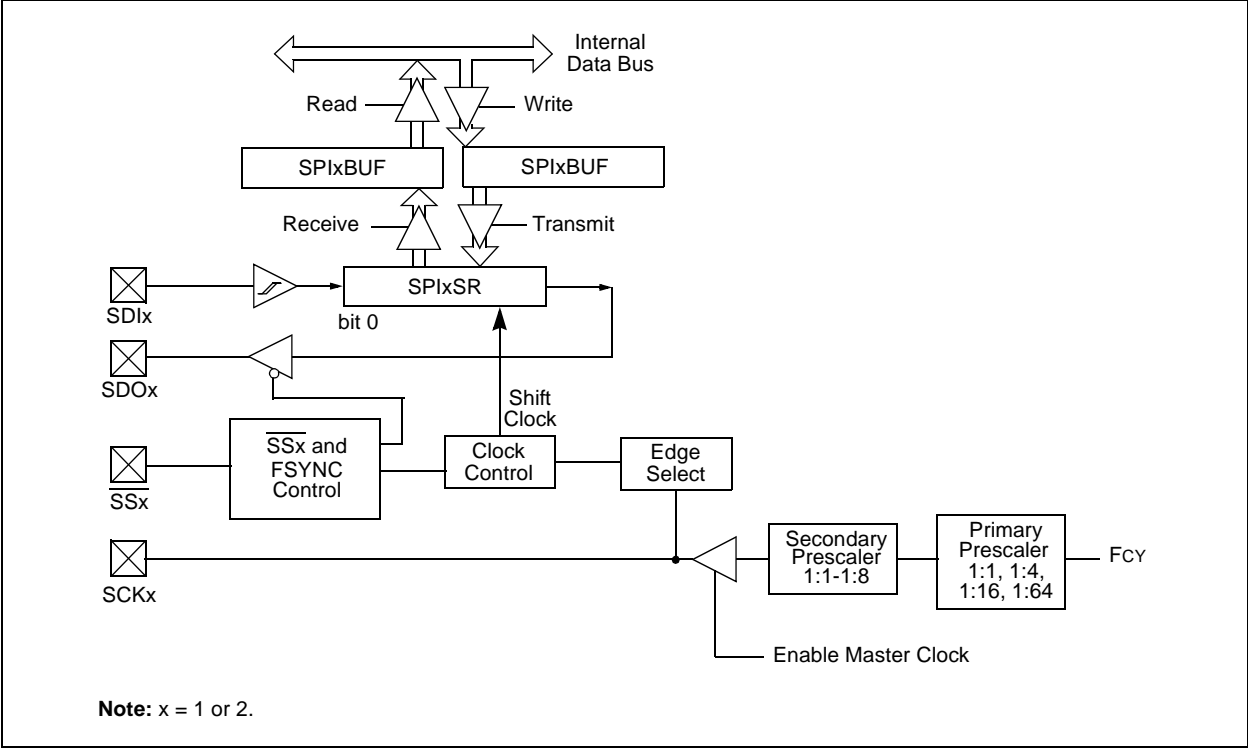 Internal
Data Bus
Read
Write
SPIxBUF
SPIxBUF
Receive
Transmit
SDIx
SPIxSR
bit 0
SDOx
Shift
Clock
SSx
SSx and
FSYNC
Control
Clock
Control
Edge
Select
SCKx
Secondary
Prescaler
1:1-1:8
Primary
Prescaler
1:1, 1:4,
1:16, 1:64
FCY
Enable Master Clock
Note: x = 1 or 2.